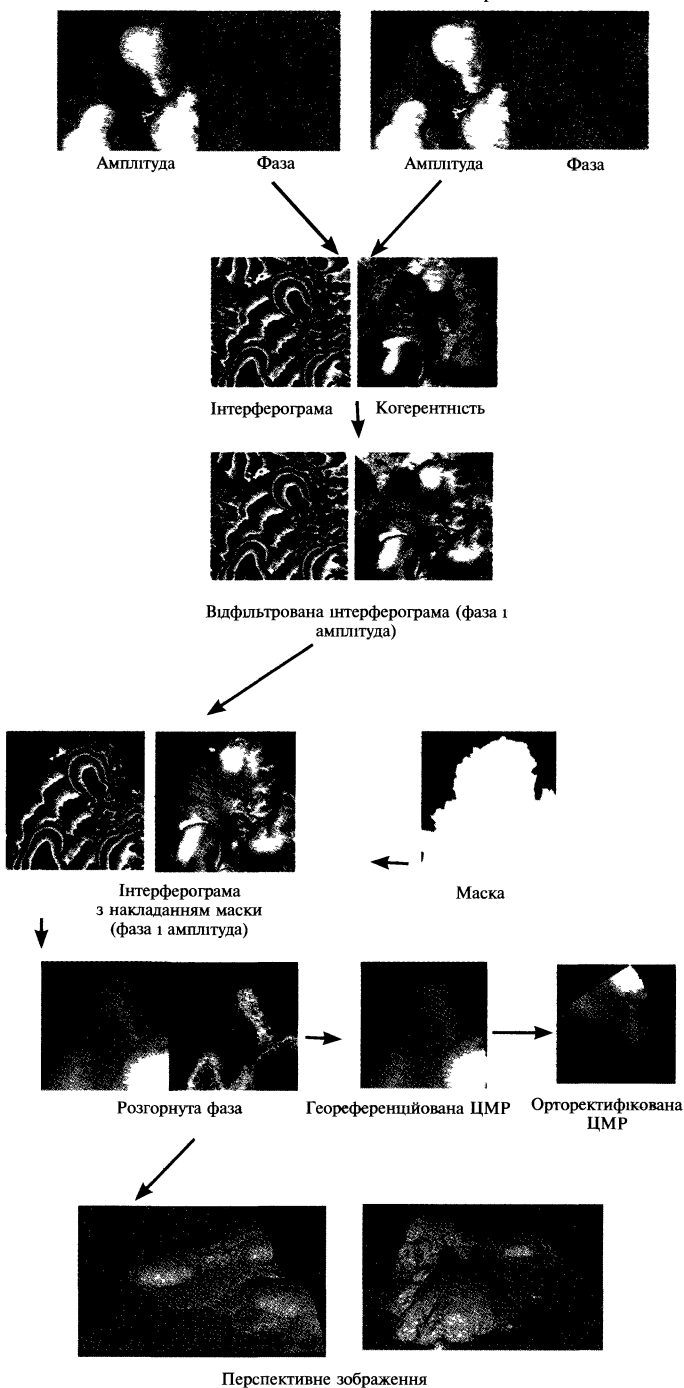 Амплітуда Фаза Амплітуда Фаза
Інтерферограма Когерентність
Відфільтрована інтерферограма (фаза і
амплітуда)
Інтерферограма
з накладанням маски
(фаза і амплітуда)
Маска
Розгорнута фаза Геореференційована ЦМР Орторектифікована
ЦМР
Перспективне зображення